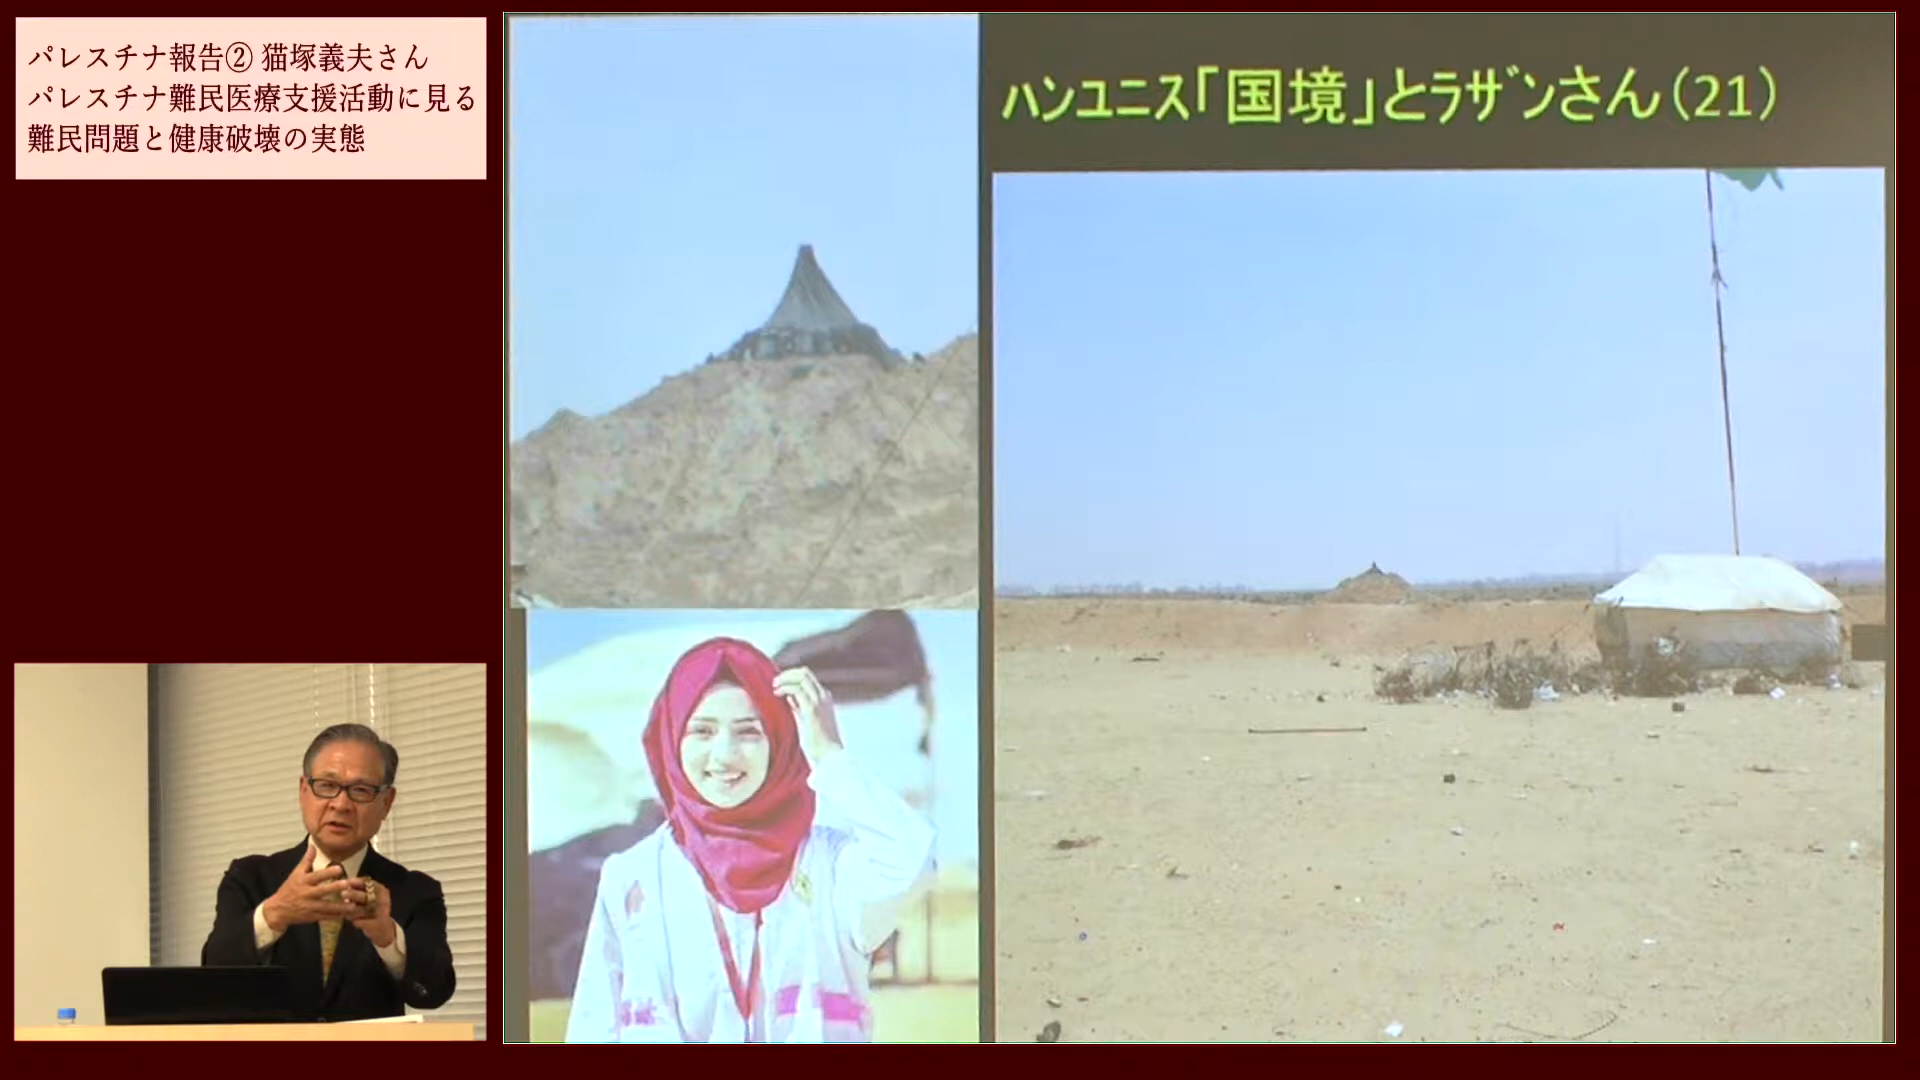 パレスチナ報告② 猫塚義夫さん
パレスチナ難民医療支援活動に見る
難民問題と健康破壊の実態
ﾊﾝﾕﾆｽ｢国境｣とﾗｻﾞﾝさん（21）